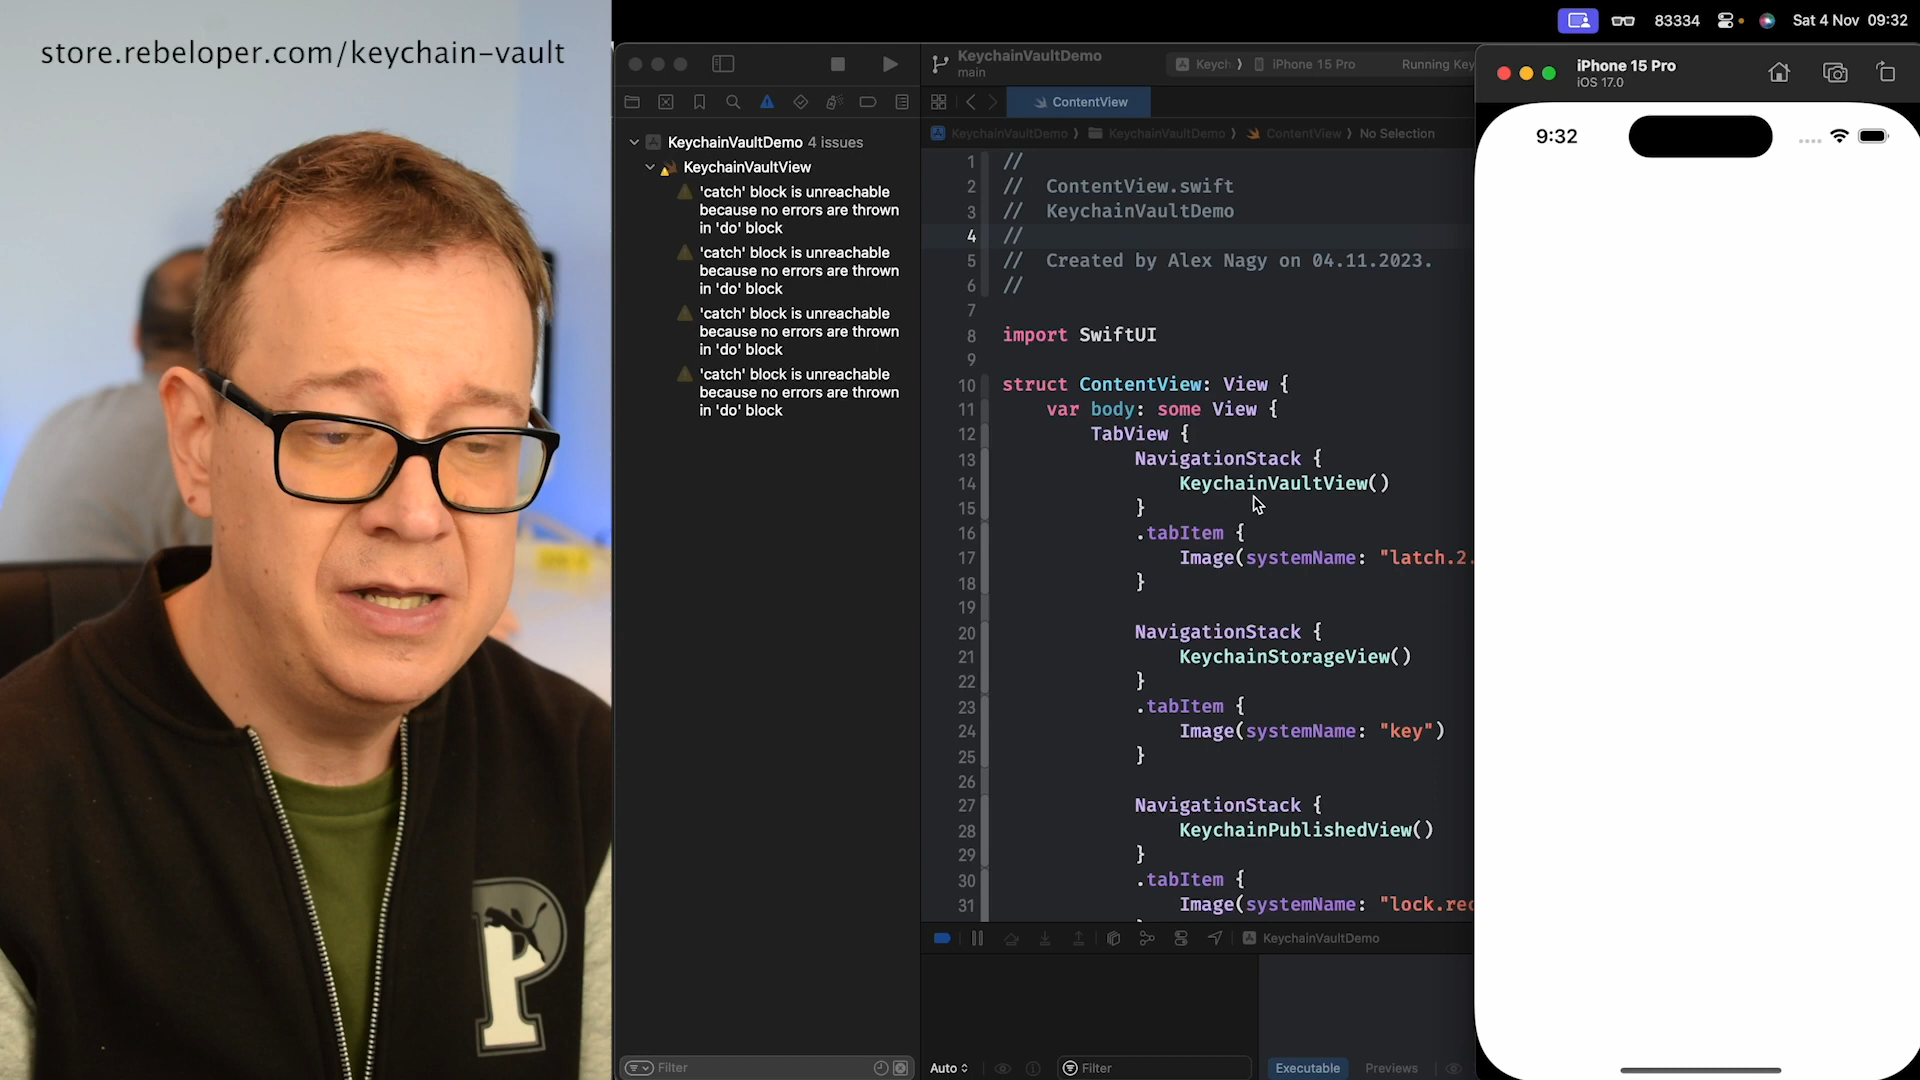 store.rebeloper.com/keychain-vault
83334
Sat 4 Nov 09:32
KeychainVaultDemo
main
Keych
iPhone 15 Pro
Running Key
iPhone 15 Pro
iOS 17.0
ContentView
KeychainVaultDemo
KeychainVaultDemo
ContentView
No Selection
9:32
KeychainVaultDemo 4 issues
KeychainVaultView
'catch' block is unreachable
because no errors are thrown
in 'do' block
'catch' block is unreachable
because no errors are thrown
in 'do' block
'catch' block is unreachable
because no errors are thrown
in 'do' block
'catch' block is unreachable
because no errors are thrown
in 'do' block
1 //
2 // ContentView.swift
3 // KeychainVaultDemo
4 //
5 // Created by Alex Nagy on 04.11.2023.
6 //
7
8 import SwiftUI
9
10 struct ContentView: View {
11 var body: some View {
12 TabView {
13 NavigationStack {
14 KeychainVaultView()
15 }
16 .tabItem {
17 Image(systemName: "latch.2.
18 }
19
20 NavigationStack {
21 KeychainStorageView()
22 }
23 .tabItem {
24 Image(systemName: "key")
25 }
26
27 NavigationStack {
28 KeychainPublishedView()
29 }
30 .tabItem {
31 Image(systemName: "lock.rec
KeychainVaultDemo
P
Filter
Auto
Filter
Executable
Previews